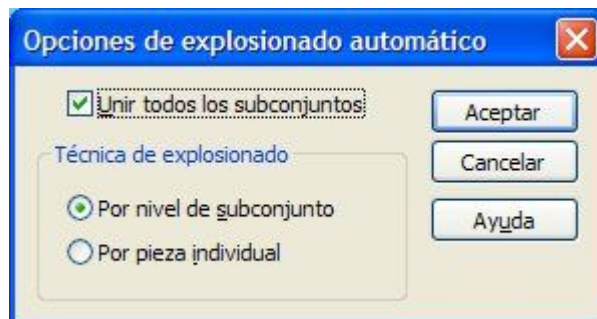 Opciones de explosionado automático
Unir todos los subconjuntos
Aceptar
Técnica de explosionado
Cancelar
Por nivel de subconjunto
Ayuda
Por pieza individual